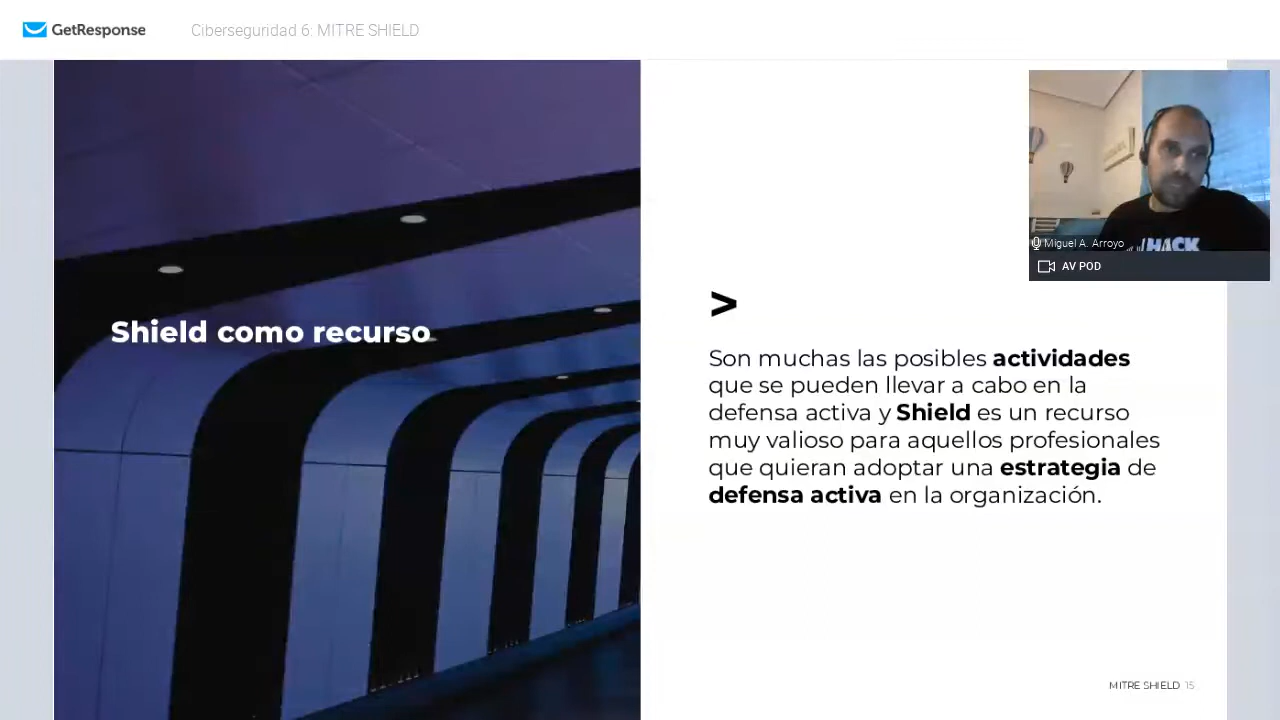 GetResponse
Ciberseguridad 6: MITRE SHIELD
Miguel A. Arroyo
/HACK
AV POD
Shield como recurso
>
Son muchas las posibles actividades
que se pueden llevar a cabo en la
defensa activa y Shield es un recurso
muy valioso para aquellos profesionales
que quieran adoptar una estrategia de
defensa activa en la organización.
MITRE SHIELD 15